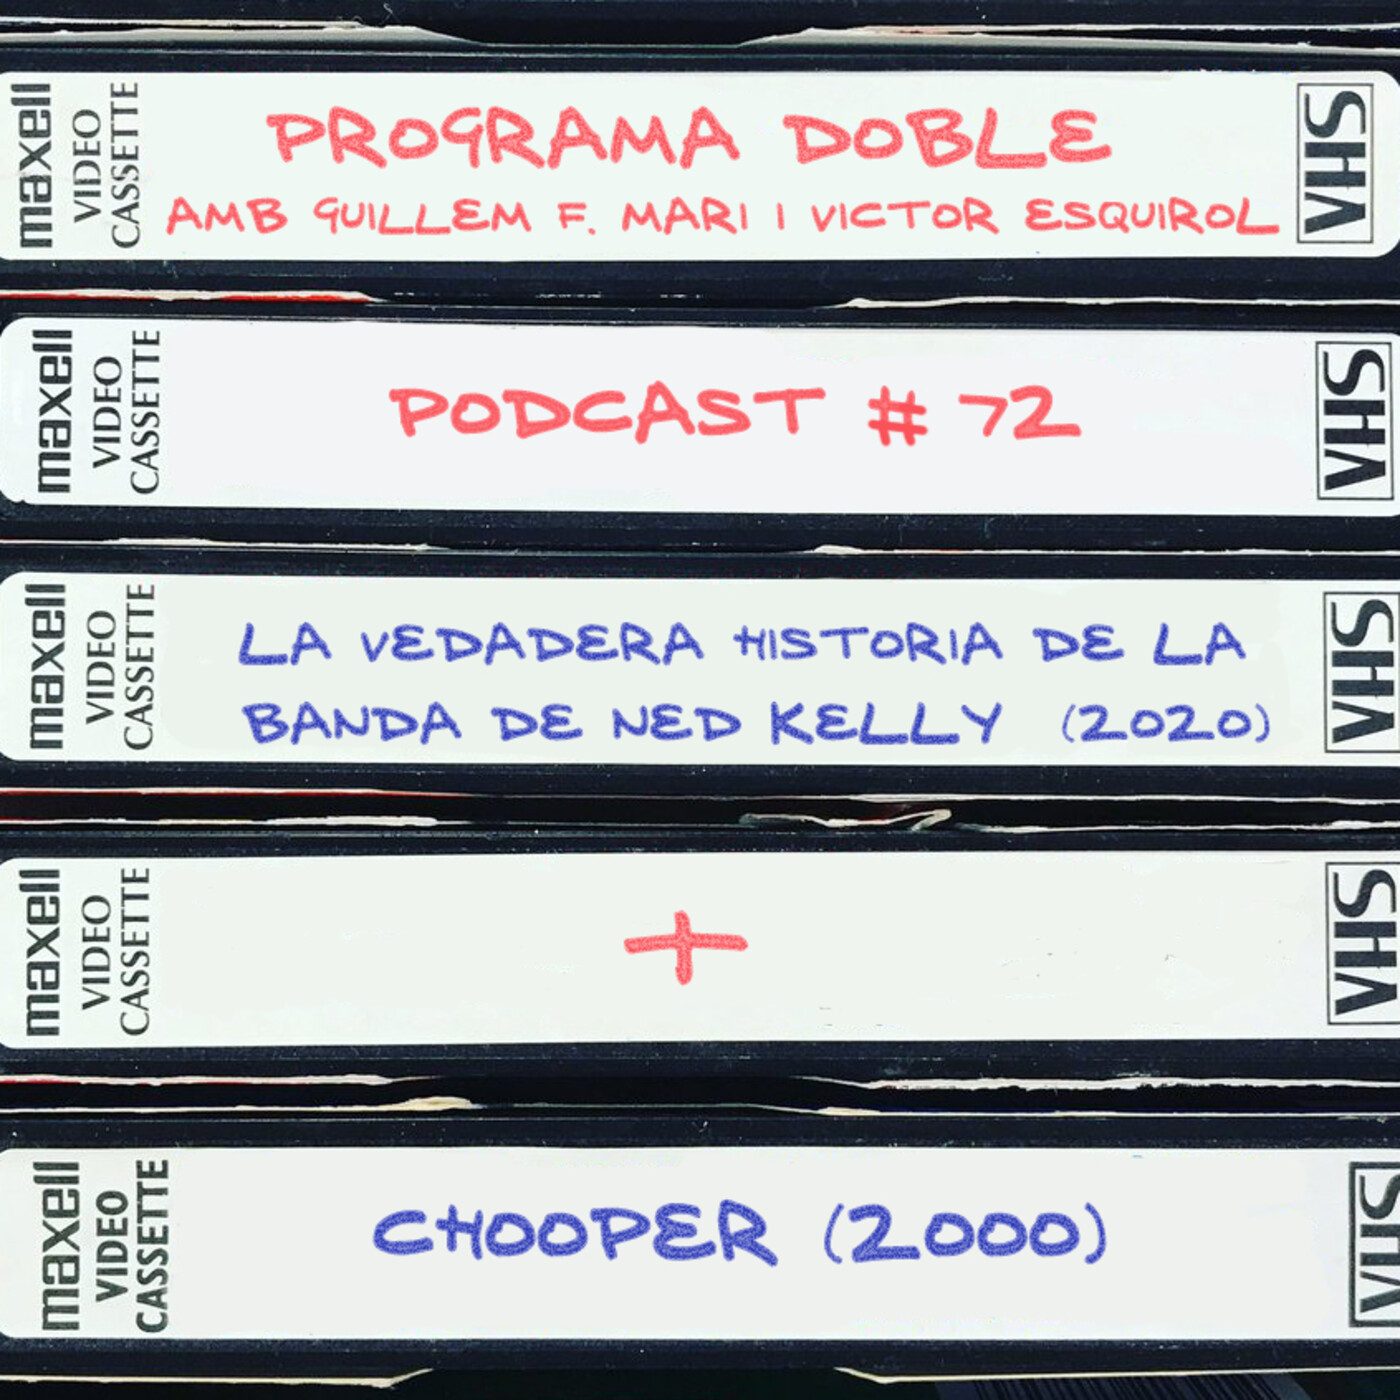 maxell
VIDEO
CASSETTE
PROGRAMA DOBLE
AMB GUILLEM F. MARI I VICTOR ESQUIROL
VHS
maxell
VIDEO
CASSETTE
PODCAST # 72
VHS
maxell
VIDEO
CASSETTE
LA VEDADERA HISTORIA DE LA
BANDA DE NED KELLY (2020)
VHS
maxell
VIDEO
CASSETTE
+
VHS
maxell
VIDEO
CASSETTE
CHOOPER (2000)
VHS